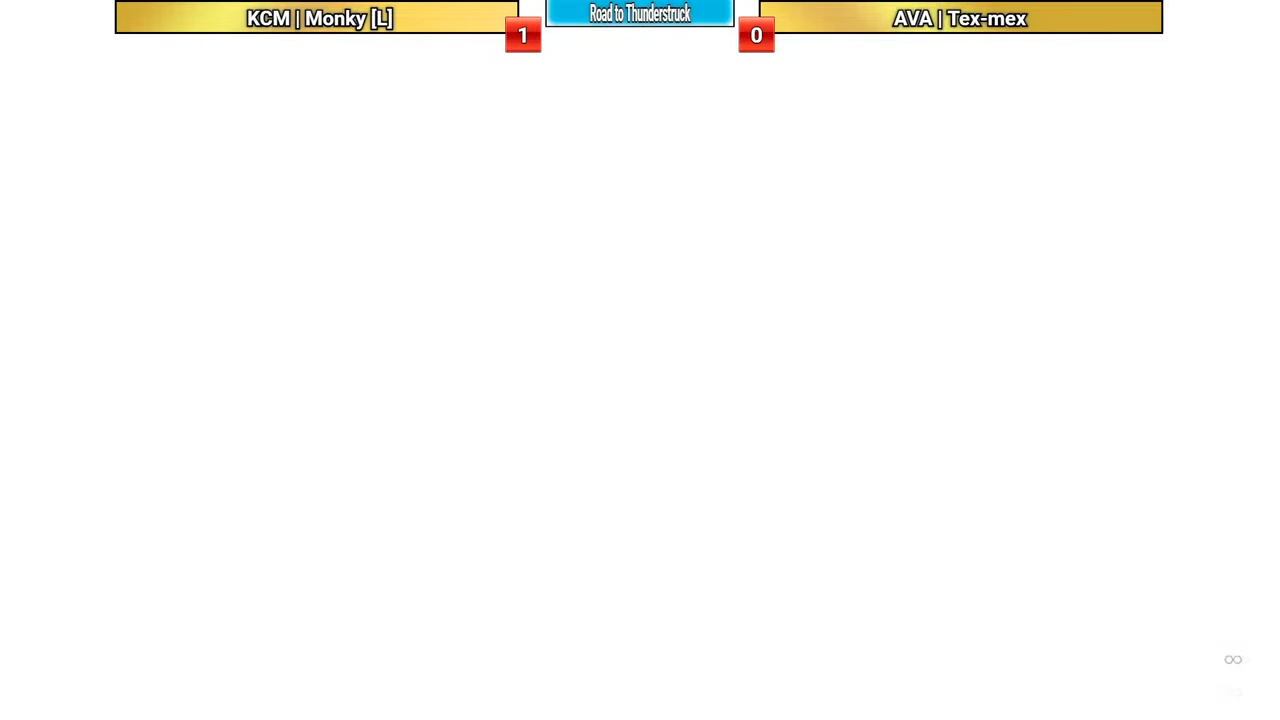 KCM | Monky [L]
Road to Thunderstruck
AVA | Tex-mex
1
0
∞